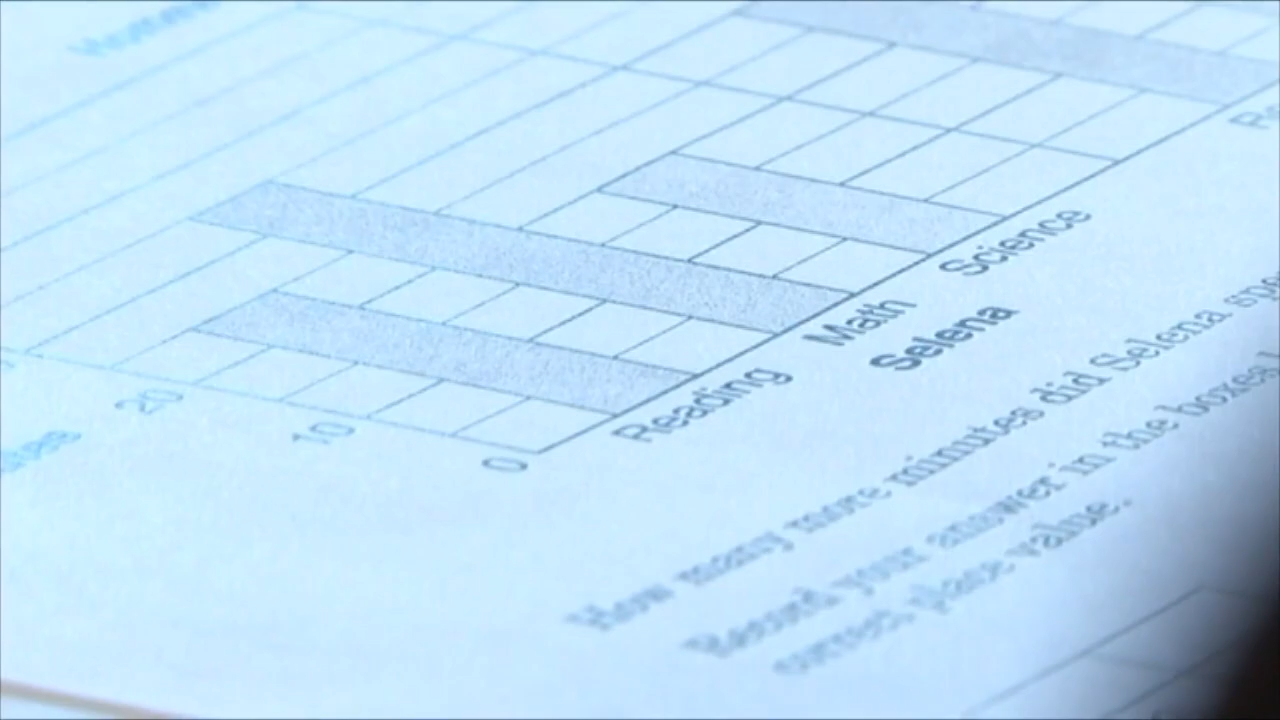 20
10
0
Reading
Math
Science
Selena
How many more minutes did Selena
Record your answer in the boxes
correct place value.